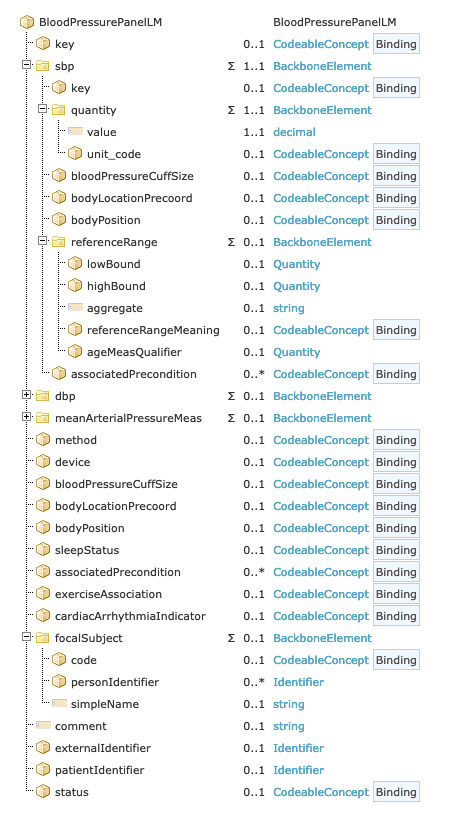 BloodPressurePanelLM BloodPressurePanelLM
key 0..1 CodeableConcept Binding
sbp Σ 1..1 BackboneElement
key 0..1 CodeableConcept Binding
quantity Σ 1..1 BackboneElement
value 1..1 decimal
unit_code 0..1 CodeableConcept Binding
bloodPressureCuffSize 0..1 CodeableConcept Binding
bodyLocationPrecoord 0..1 CodeableConcept Binding
bodyPosition 0..1 CodeableConcept Binding
referenceRange Σ 0..1 BackboneElement
lowBound 0..1 Quantity
highBound 0..1 Quantity
aggregate 0..1 string
referenceRangeMeaning 0..1 CodeableConcept Binding
ageMeasQualifier 0..1 Quantity
associatedPrecondition 0..* CodeableConcept Binding
dbp Σ 0..1 BackboneElement
meanArterialPressureMeas Σ 0..1 BackboneElement
method 0..1 CodeableConcept Binding
device 0..1 CodeableConcept Binding
bloodPressureCuffSize 0..1 CodeableConcept Binding
bodyLocationPrecoord 0..1 CodeableConcept Binding
bodyPosition 0..1 CodeableConcept Binding
sleepStatus 0..1 CodeableConcept Binding
associatedPrecondition 0..* CodeableConcept Binding
exerciseAssociation 0..1 CodeableConcept Binding
cardiacArrhythmiaIndicator 0..1 CodeableConcept Binding
focalSubject Σ 0..1 BackboneElement
code 0..1 CodeableConcept Binding
personIdentifier 0..* Identifier
simpleName 0..1 string
comment 0..1 string
externalIdentifier 0..1 Identifier
patientIdentifier 0..1 Identifier
status 0..1 CodeableConcept Binding